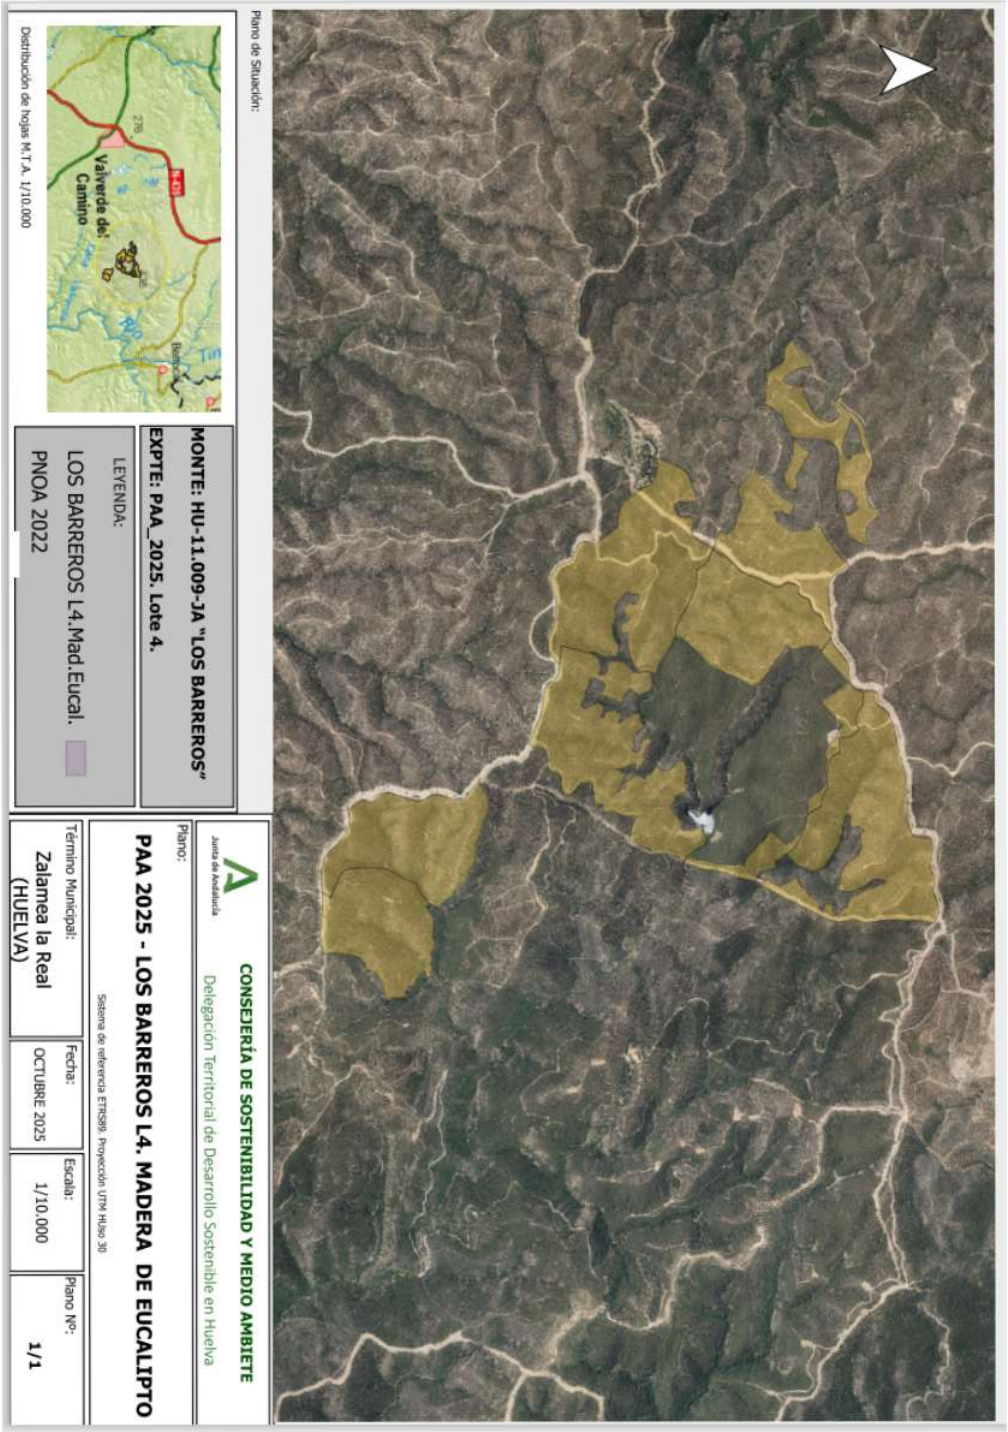 Plano de Situación:
276
N-435
Valverde del
Camino
Distribución de hojas M.T.A. 1/10.000
MONTE: HU-11.009-JA "LOS BARREROS"
EXPTE: PAA_2025. Lote 4.
LEYENDA:
LOS BARREROS L4.Mad.Eucal.
PNOA 2022
Junta de Andalucía
CONSEJERÍA DE SOSTENIBILIDAD Y MEDIO AMBIETE
Delegación Territorial de Desarrollo Sostenible en Huelva
Plano:
PAA 2025 - LOS BARREROS L4. MADERA DE EUCALIPTO
Sistema de referencia ETRS89. Proyección UTM HUso 30
Término Municipal:
Zalamea la Real
(HUELVA)
Fecha:
OCTUBRE 2025
Escala:
1/10.000
Plano Nº:
1/1